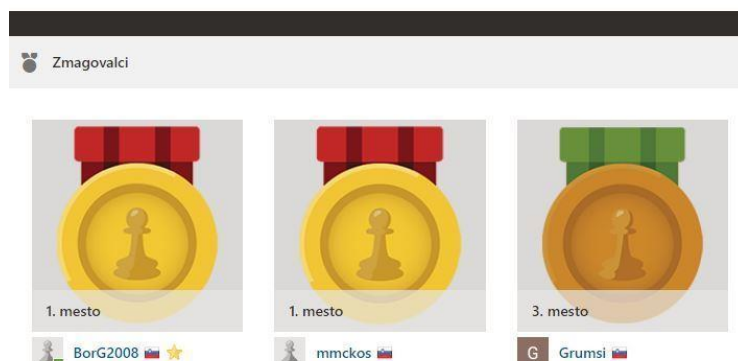 Zmagovalci
1. mesto
1. mesto
3. mesto
BorG2008
mmckos
G Grumsi